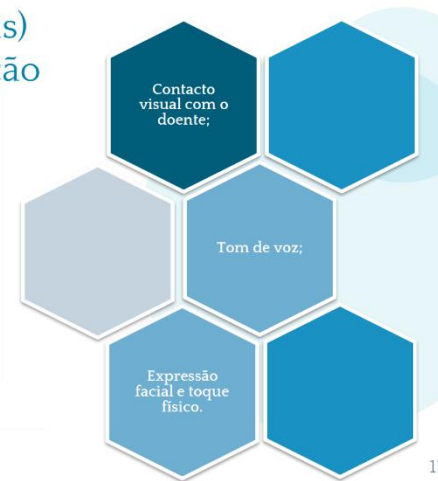 s)
ão
Contacto
visual com o
doente;
Tom de voz;
Expressão
facial e toque
físico.